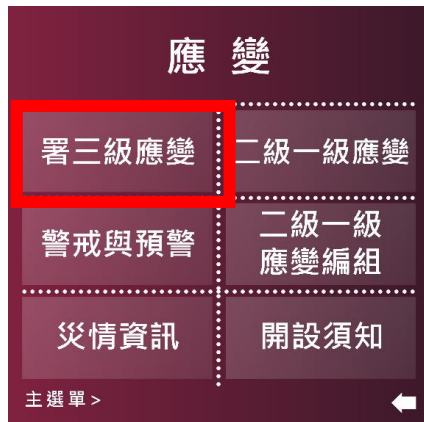 應 變
署三級應變
二級一級應變
警戒與預警
二級一級
應變編組
災情資訊
開設須知
主選單>